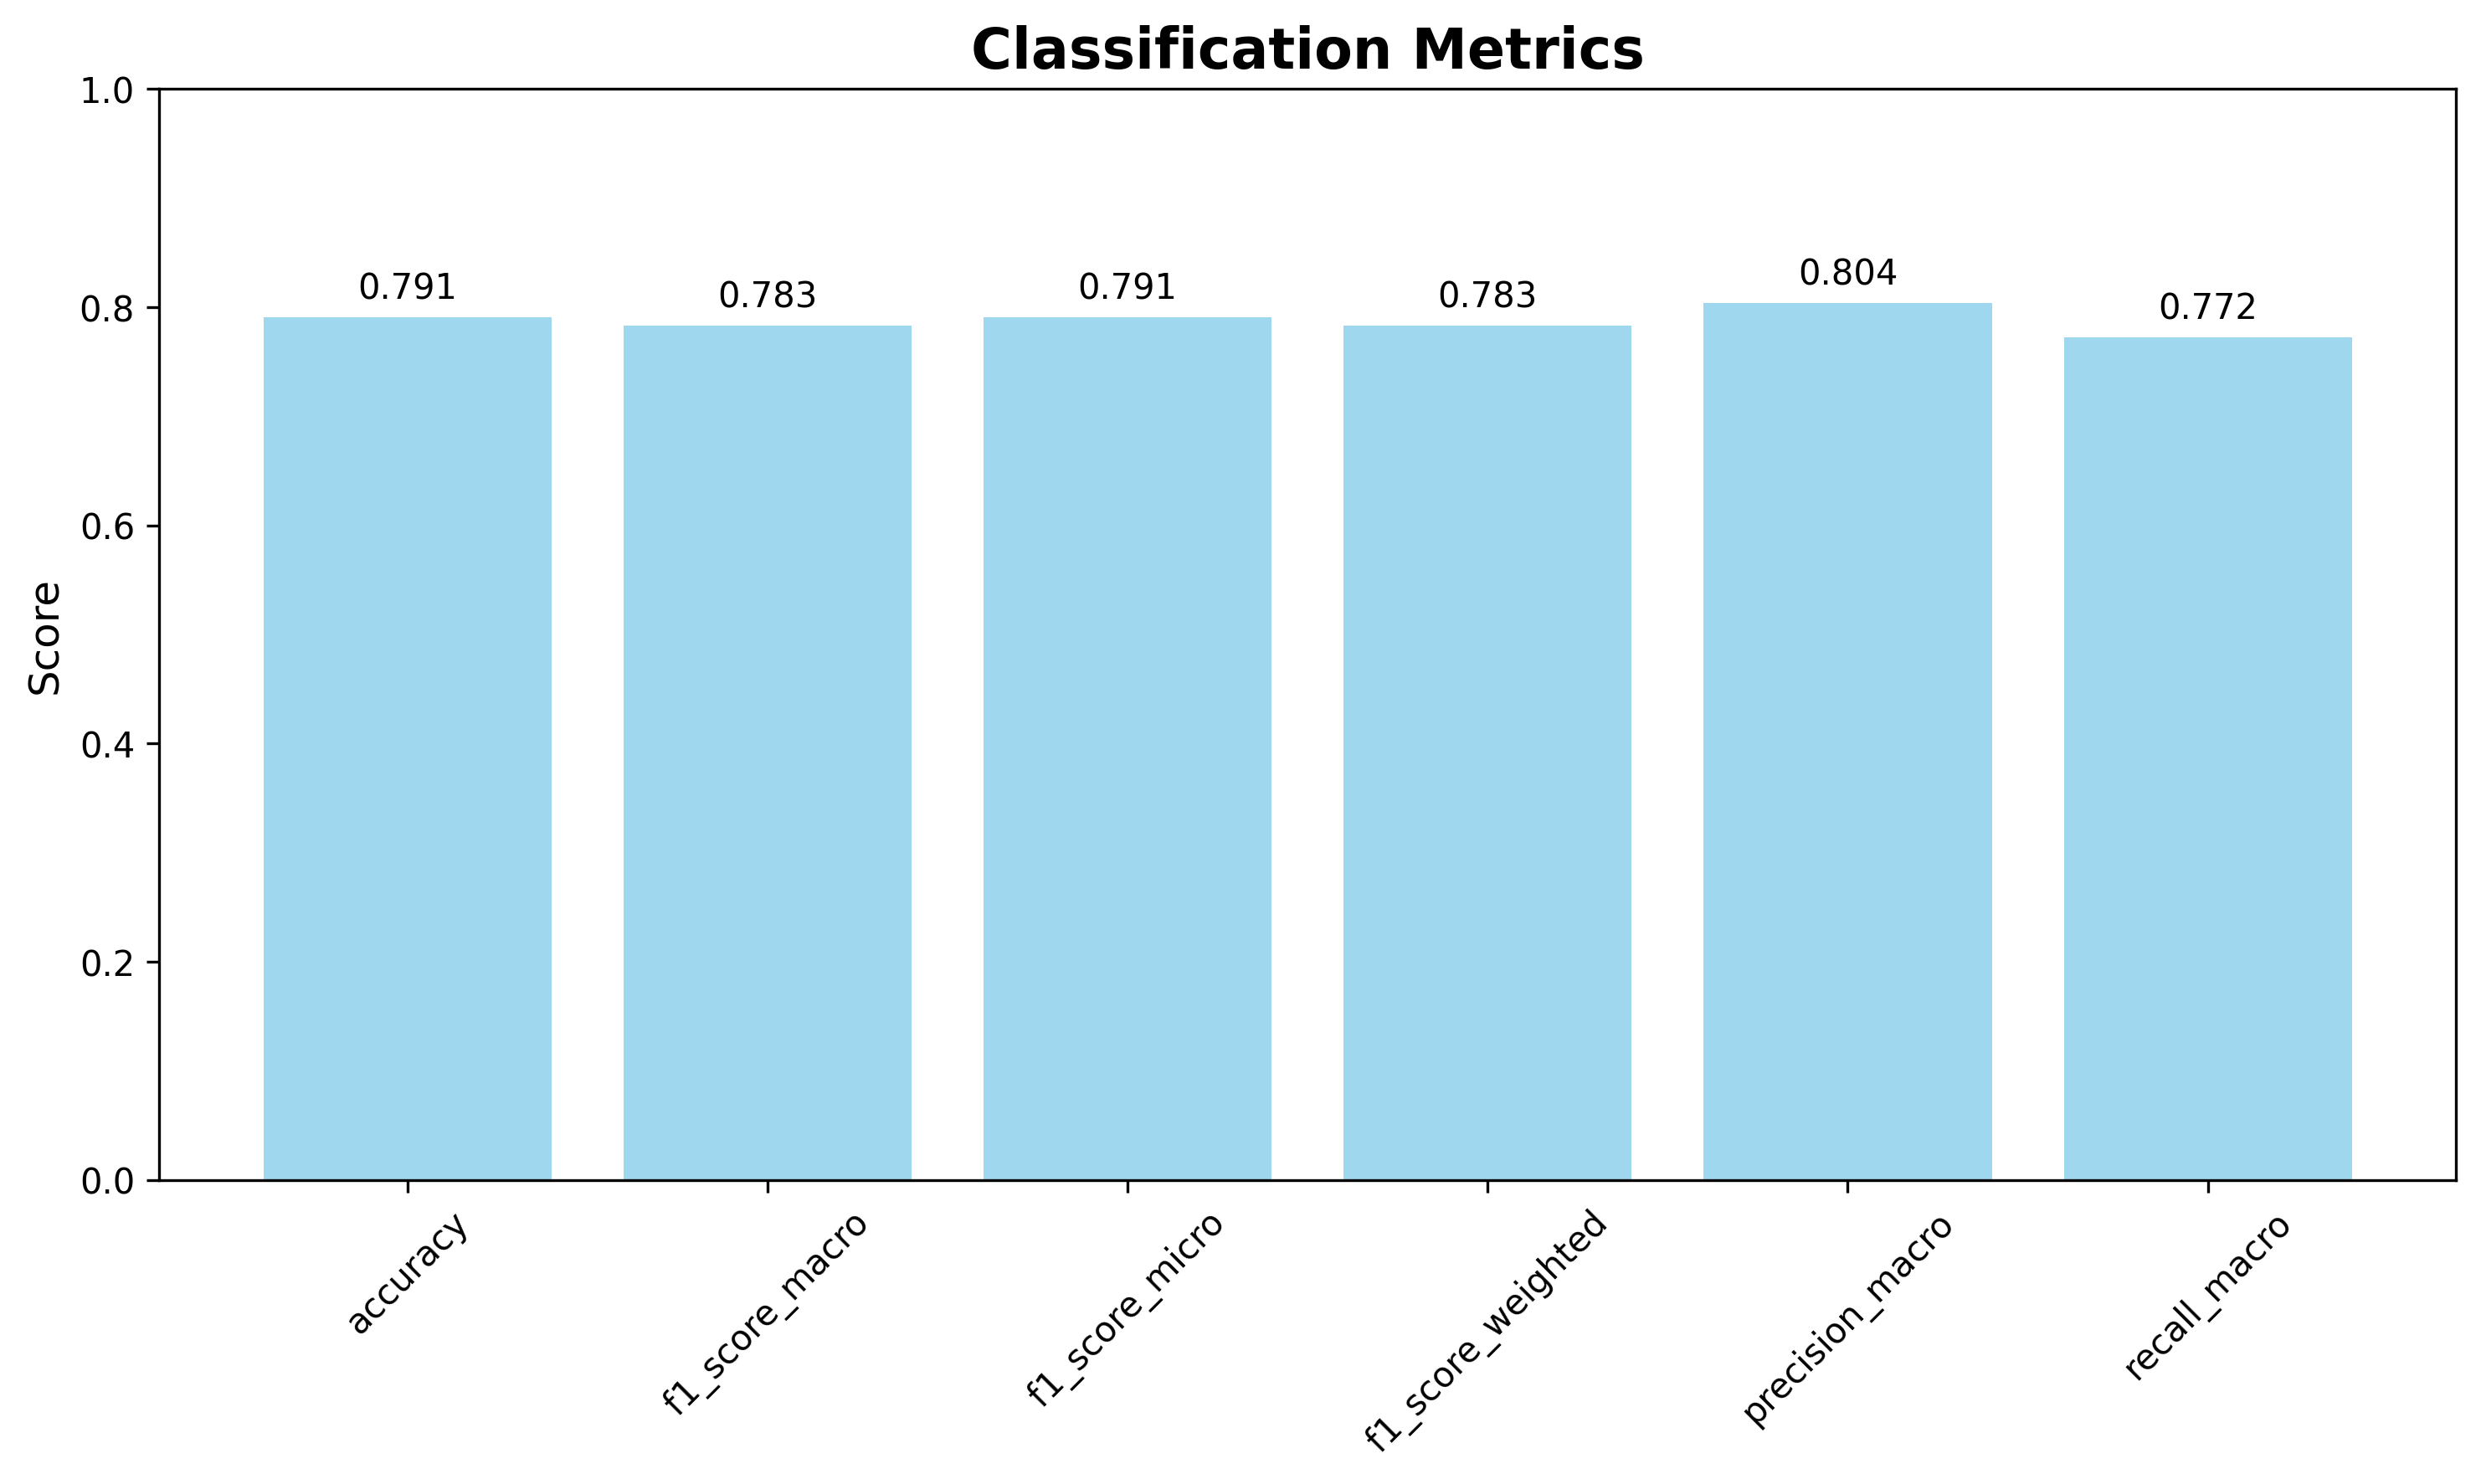 Classification Metrics
1.0
0.8
0.6
0.4
0.2
0.0
Score
0.791
0.783
0.791
0.783
0.804
0.772
accuracy
f1_score_macro
f1_score_micro
f1_score_weighted
precision_macro
recall_macro